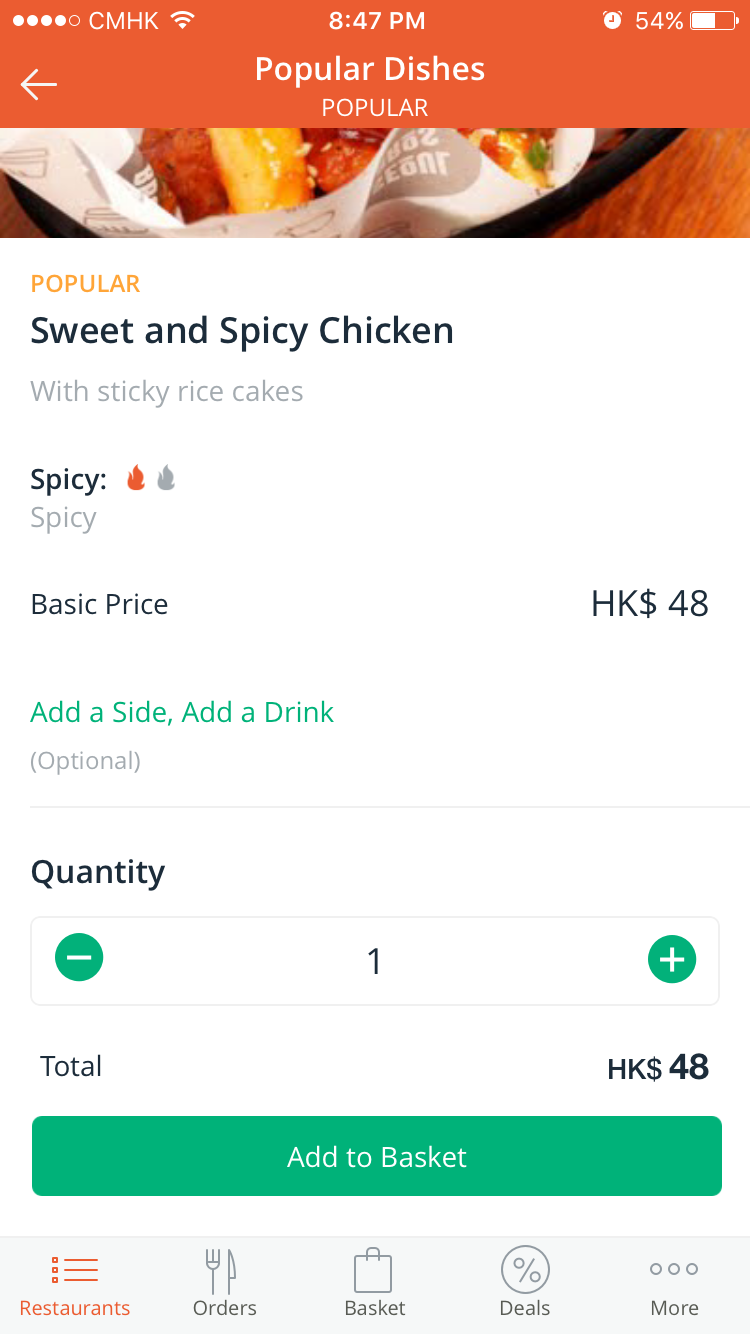 CMHK 8:47 PM 54%
Popular Dishes
POPULAR
POPULAR
Sweet and Spicy Chicken
With sticky rice cakes
Spicy:
Spicy
Basic Price HK$ 48
Add a Side, Add a Drink
(Optional)
Quantity
1
Total HK$ 48
Add to Basket
Restaurants Orders Basket Deals More